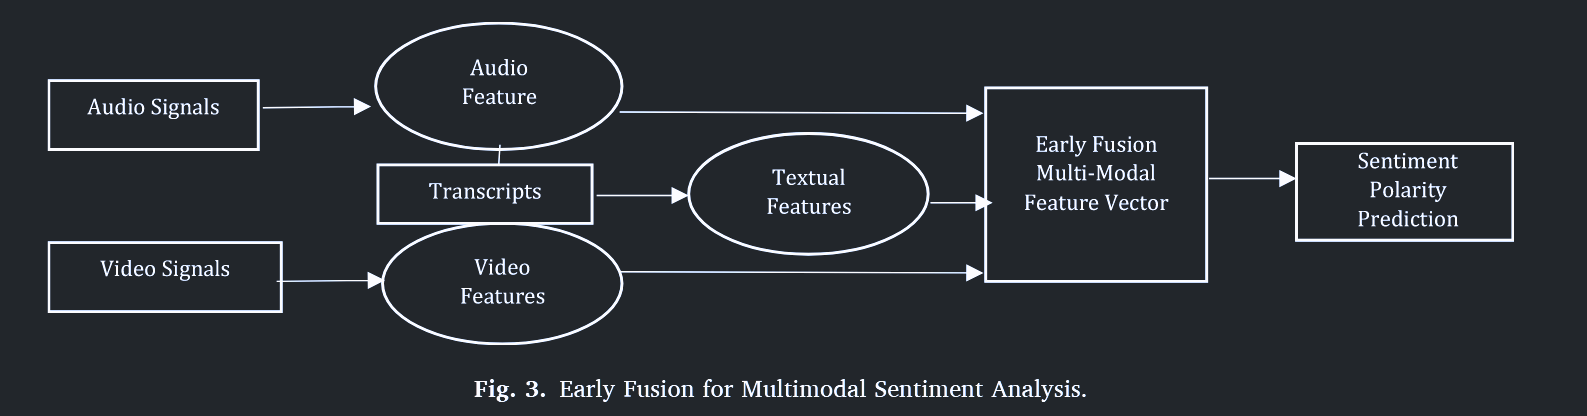 Audio Signals
Audio
Feature
Transcripts
Textual
Features
Video Signals
Video
Features
Early Fusion
Multi-Modal
Feature Vector
Sentiment
Polarity
Prediction
Fig. 3. Early Fusion for Multimodal Sentiment Analysis.